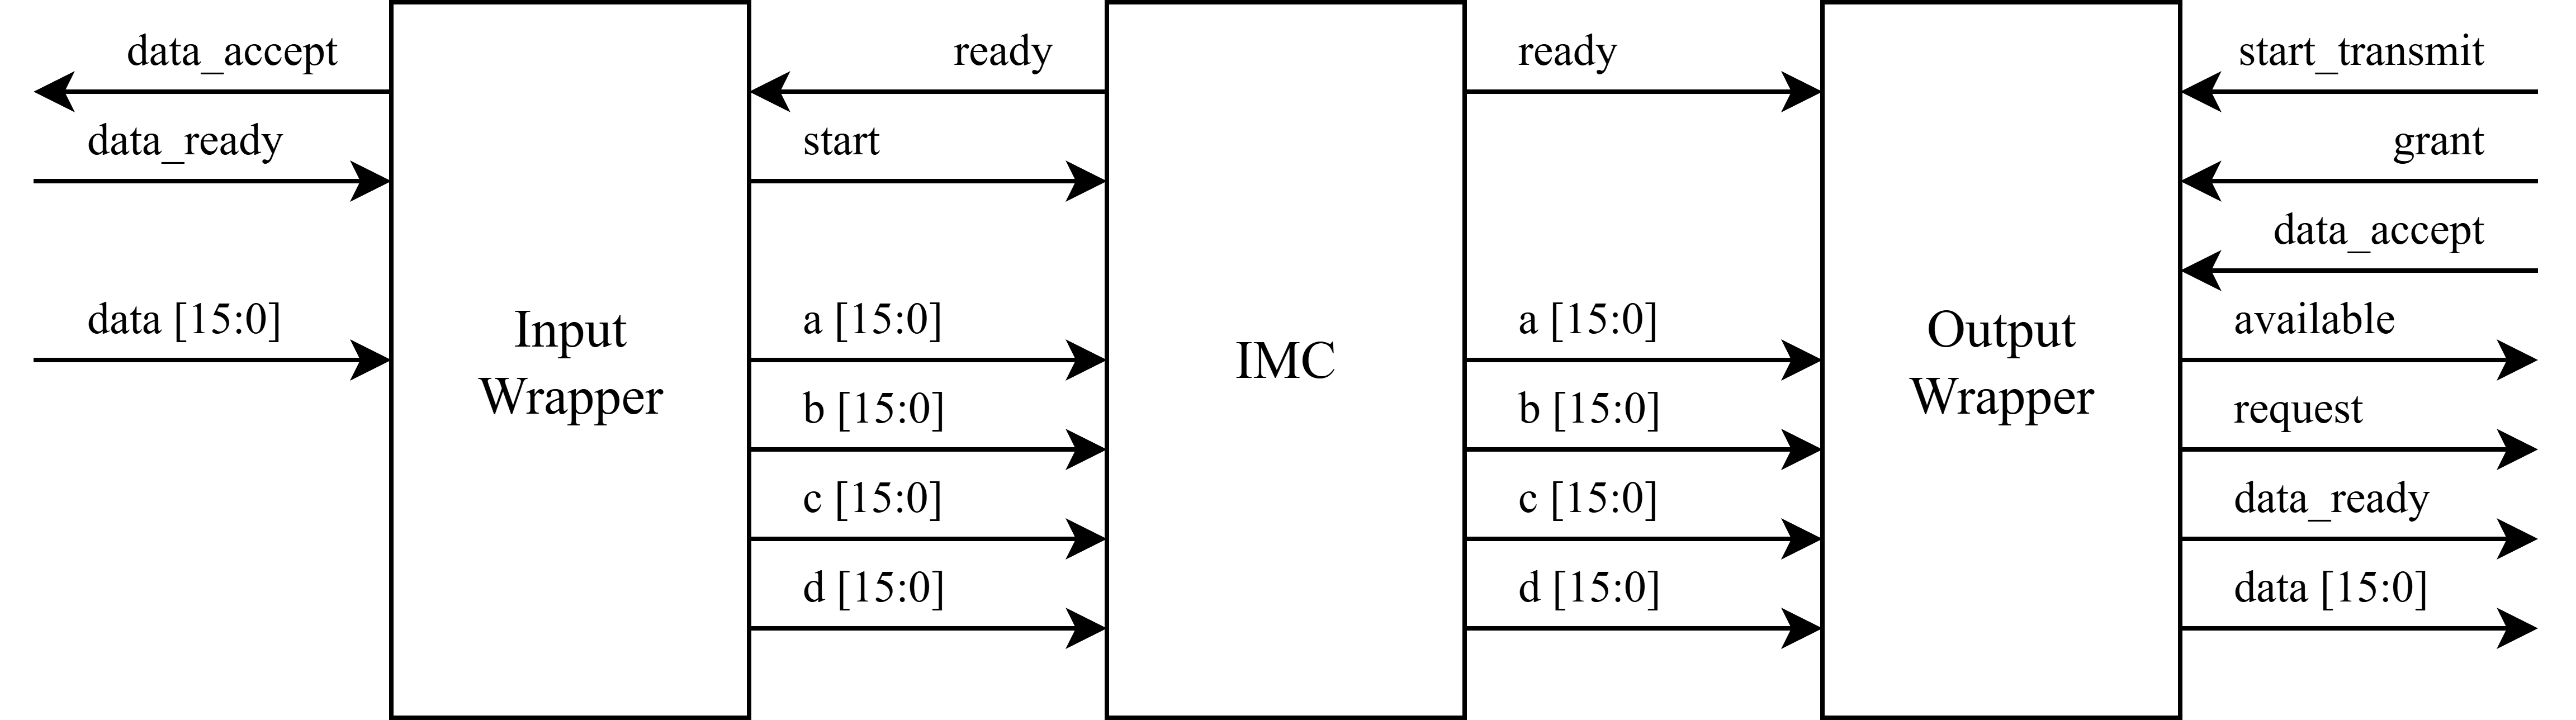 data_accept
ready
ready
start_transmit
data_ready
start
grant
data_accept
data [15:0]
a [15:0]
a [15:0]
available
Input
Wrapper
IMC
Output
Wrapper
b [15:0]
b [15:0]
request
c [15:0]
c [15:0]
data_ready
d [15:0]
d [15:0]
data [15:0]